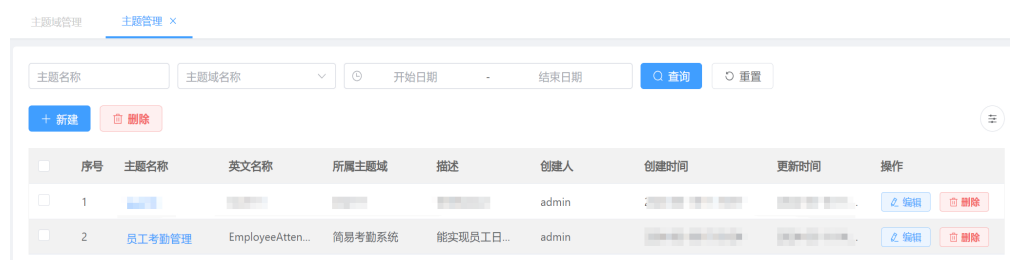 主题域管理 主题管理 ×
主题名称 主题域名称 开始日期 - 结束日期 查询 重置
+ 新建 删除
序号 主题名称 英文名称 所属主题域 描述 创建人 创建时间 更新时间 操作
1 admin 编辑 删除
2 员工考勤管理 EmployeeAtten... 简易考勤系统 能实现员工日... admin 编辑 删除